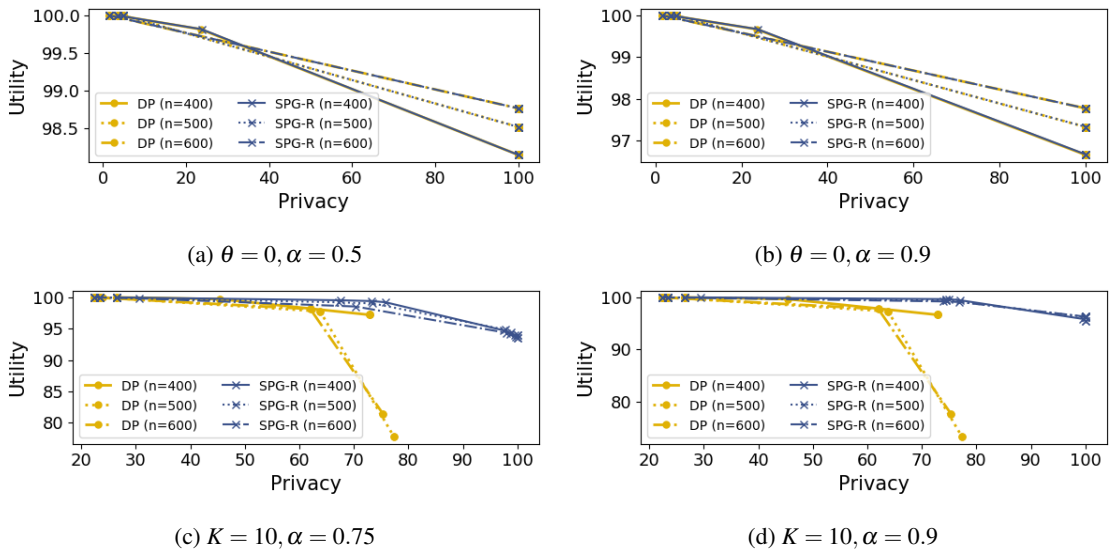 100.0
99.5
99.0
98.5
Utility
DP (n=400)
DP (n=500)
DP (n=600)
SPG-R (n=400)
SPG-R (n=500)
SPG-R (n=600)
0 20 40 60 80 100
Privacy
(a) θ = 0, α = 0.5
100
99
98
97
Utility
DP (n=400)
DP (n=500)
DP (n=600)
SPG-R (n=400)
SPG-R (n=500)
SPG-R (n=600)
0 20 40 60 80 100
Privacy
(b) θ = 0, α = 0.9
100
95
90
85
80
Utility
DP (n=400)
DP (n=500)
DP (n=600)
SPG-R (n=400)
SPG-R (n=500)
SPG-R (n=600)
20 30 40 50 60 70 80 90 100
Privacy
(c) K = 10, α = 0.75
100
90
80
Utility
DP (n=400)
DP (n=500)
DP (n=600)
SPG-R (n=400)
SPG-R (n=500)
SPG-R (n=600)
20 30 40 50 60 70 80 90 100
Privacy
(d) K = 10, α = 0.9